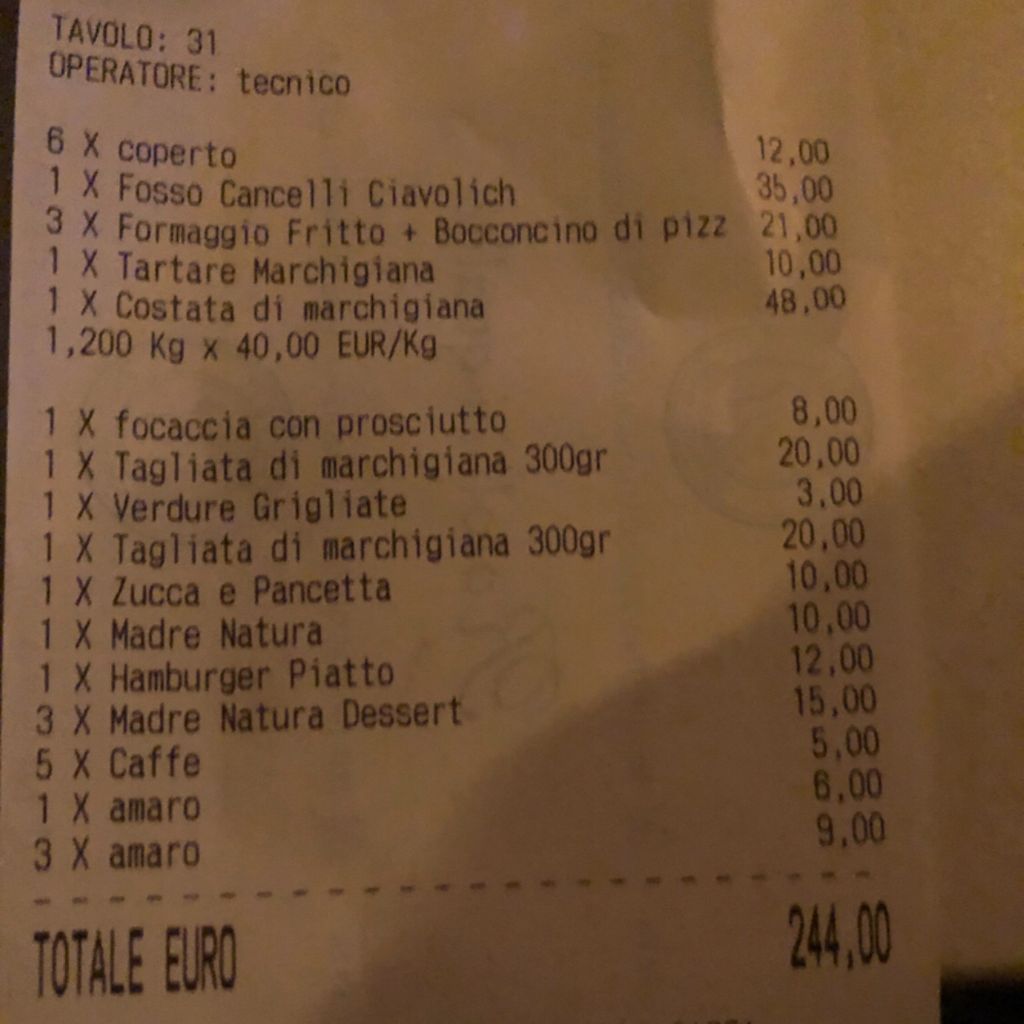 TAVOLO: 31
OPERATORE: tecnico
6 X coperto 12,00
1 X Fosso Cancelli Ciavolich 35,00
3 X Formaggio Fritto + Bocconcino di pizz 21,00
1 X Tartare Marchigiana 10,00
1 X Costata di marchigiana 48,00
1,200 Kg x 40,00 EUR/Kg
1 X focaccia con prosciutto 8,00
1 X Tagliata di marchigiana 300gr 20,00
1 X Verdure Grigliate 3,00
1 X Tagliata di marchigiana 300gr 20,00
1 X Zucca e Pancetta 10,00
1 X Madre Natura 10,00
1 X Hamburger Piatto 12,00
3 X Madre Natura Dessert 15,00
5 X Caffe 5,00
1 X amaro 6,00
3 X amaro 9,00
TOTALE EURO 244,00